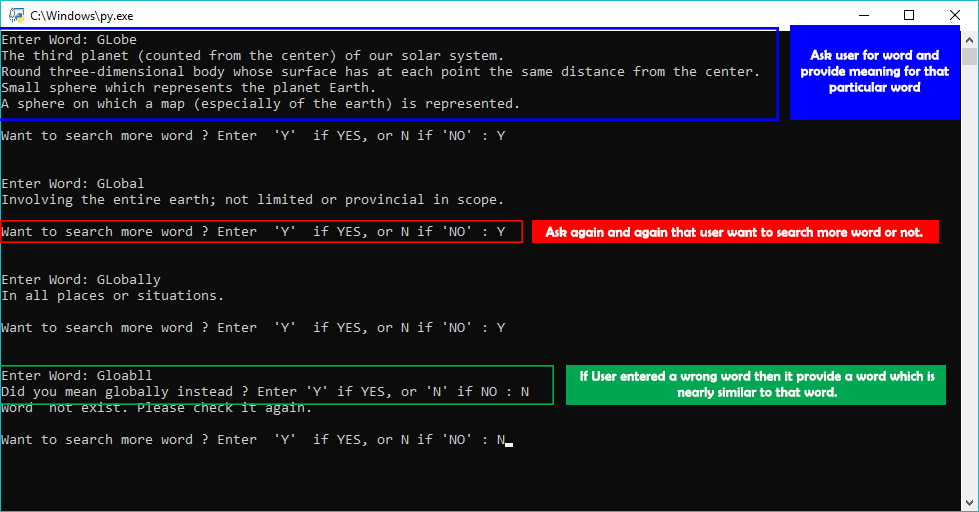 C:\Windows\py.exe
Enter Word: GLobe
The third planet (counted from the center) of our solar system.
Round three-dimensional body whose surface has at each point the same distance from the center.
Small sphere which represents the planet Earth.
A sphere on which a map (especially of the earth) is represented.
Ask user for word and
provide meaning for that
particular word
Want to search more word ? Enter  'Y'  if YES, or N if 'NO' : Y
Enter Word: GLobal
Involving the entire earth; not limited or provincial in scope.
Want to search more word ? Enter  'Y'  if YES, or N if 'NO' : Y
Ask again and again that user want to search more word or not.
Enter Word: GLobally
In all places or situations.
Want to search more word ? Enter  'Y'  if YES, or N if 'NO' : Y
Enter Word: Gloabll
Did you mean globally instead ? Enter 'Y' if YES, or 'N' if NO : N
If User entered a wrong word then it provide a word which is
nearly similar to that word.
Word  not exist. Please check it again.
Want to search more word ? Enter  'Y'  if YES, or N if 'NO' : N